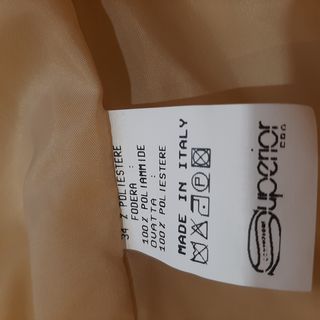 34 % POLIESTERE
FODERA :
100% POLIAMMIDE
OVATTA :
100% POLIESTERE
MADE IN ITALY
P
Superior